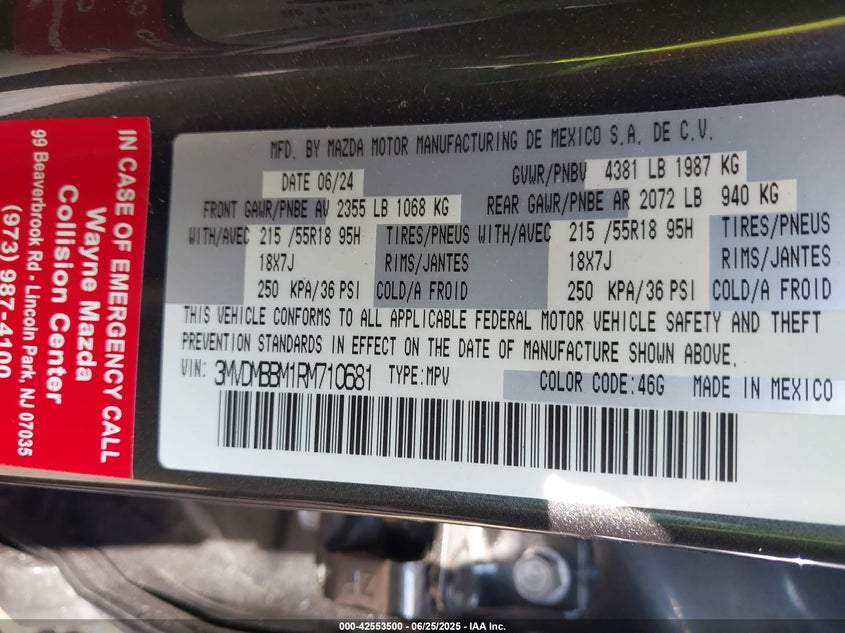 MFD. BY MAZDA MOTOR MANUFACTURING DE MEXICO S.A. DE C.V.
DATE 06/24 GVWR/PNBV 4381 LB 1987 KG
FRONT GAWR/PNBE AV 2355 LB 1068 KG REAR GAWR/PNBE AR 2072 LB 940 KG
WITH/AVEC 215 /55R18 95H TIRES/PNEUS WITH/AVEC 215 /55R18 95H TIRES/PNEUS
18X7J RIMS/JANTES 18X7J RIMS/JANTES
250 KPA/36 PSI COLD/A FROID 250 KPA/36 PSI COLD/A FROID
THIS VEHICLE CONFORMS TO ALL APPLICABLE FEDERAL MOTOR VEHICLE SAFETY AND THEFT
PREVENTION STANDARDS IN EFFECT ON THE DATE OF MANUFACTURE SHOWN ABOVE.
VIN: 3MVDMBBM1RM710681 TYPE:MPV COLOR CODE:46G MADE IN MEXICO
IN CASE OF EMERGENCY CALL
Wayne Mazda
Collision Center
99 Beaverbrook Rd - Lincoln Park, NJ 07035
(973) 987-4100
000-42553500 - 06/25/2025 - IAA Inc.